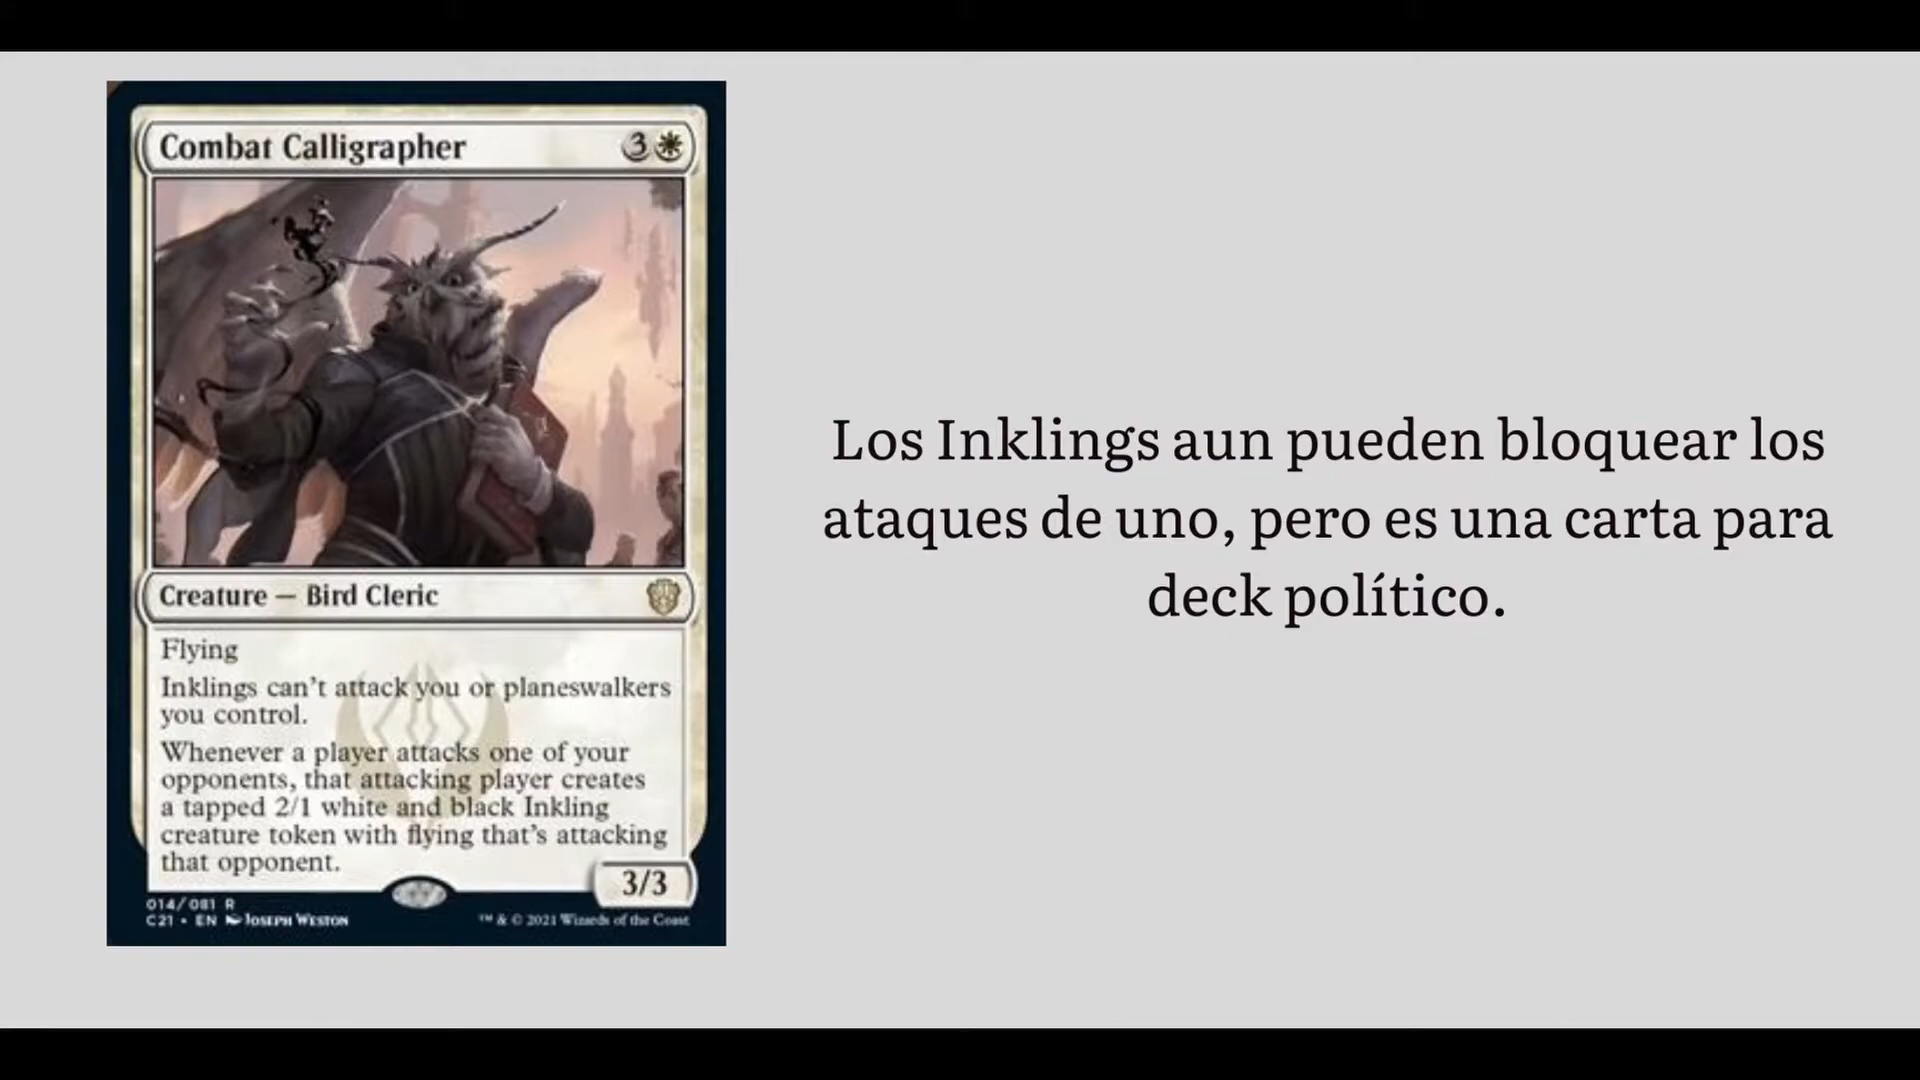 Combat Calligrapher 3
Creature — Bird Cleric
Flying
Inklings can't attack you or planeswalkers
you control.
Whenever a player attacks one of your
opponents, that attacking player creates
a tapped 2/1 white and black Inkling
creature token with flying that's attacking
that opponent.
3/3
014/081 R
C21 • EN Joseph Weston
™ & © 2021 Wizards of the Coast
Los Inklings aun pueden bloquear los
ataques de uno, pero es una carta para
deck político.